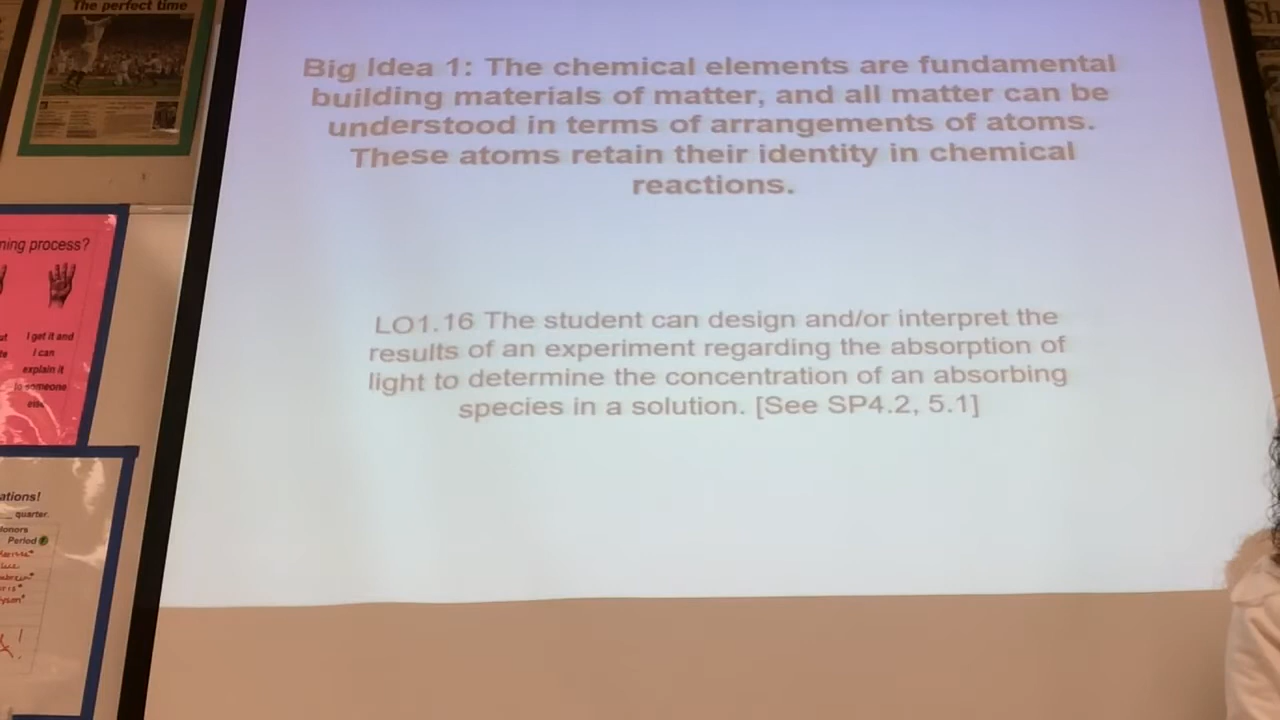 The perfect time
Big Idea 1: The chemical elements are fundamental
building materials of matter, and all matter can be
understood in terms of arrangements of atoms.
These atoms retain their identity in chemical
reactions.
LO1.16 The student can design and/or interpret the
results of an experiment regarding the absorption of
light to determine the concentration of an absorbing
species in a solution. [See SP4.2, 5.1]
ning process?
I get it and
I can
explain it
to someone
else
ations!
quarter.
Period
Sh